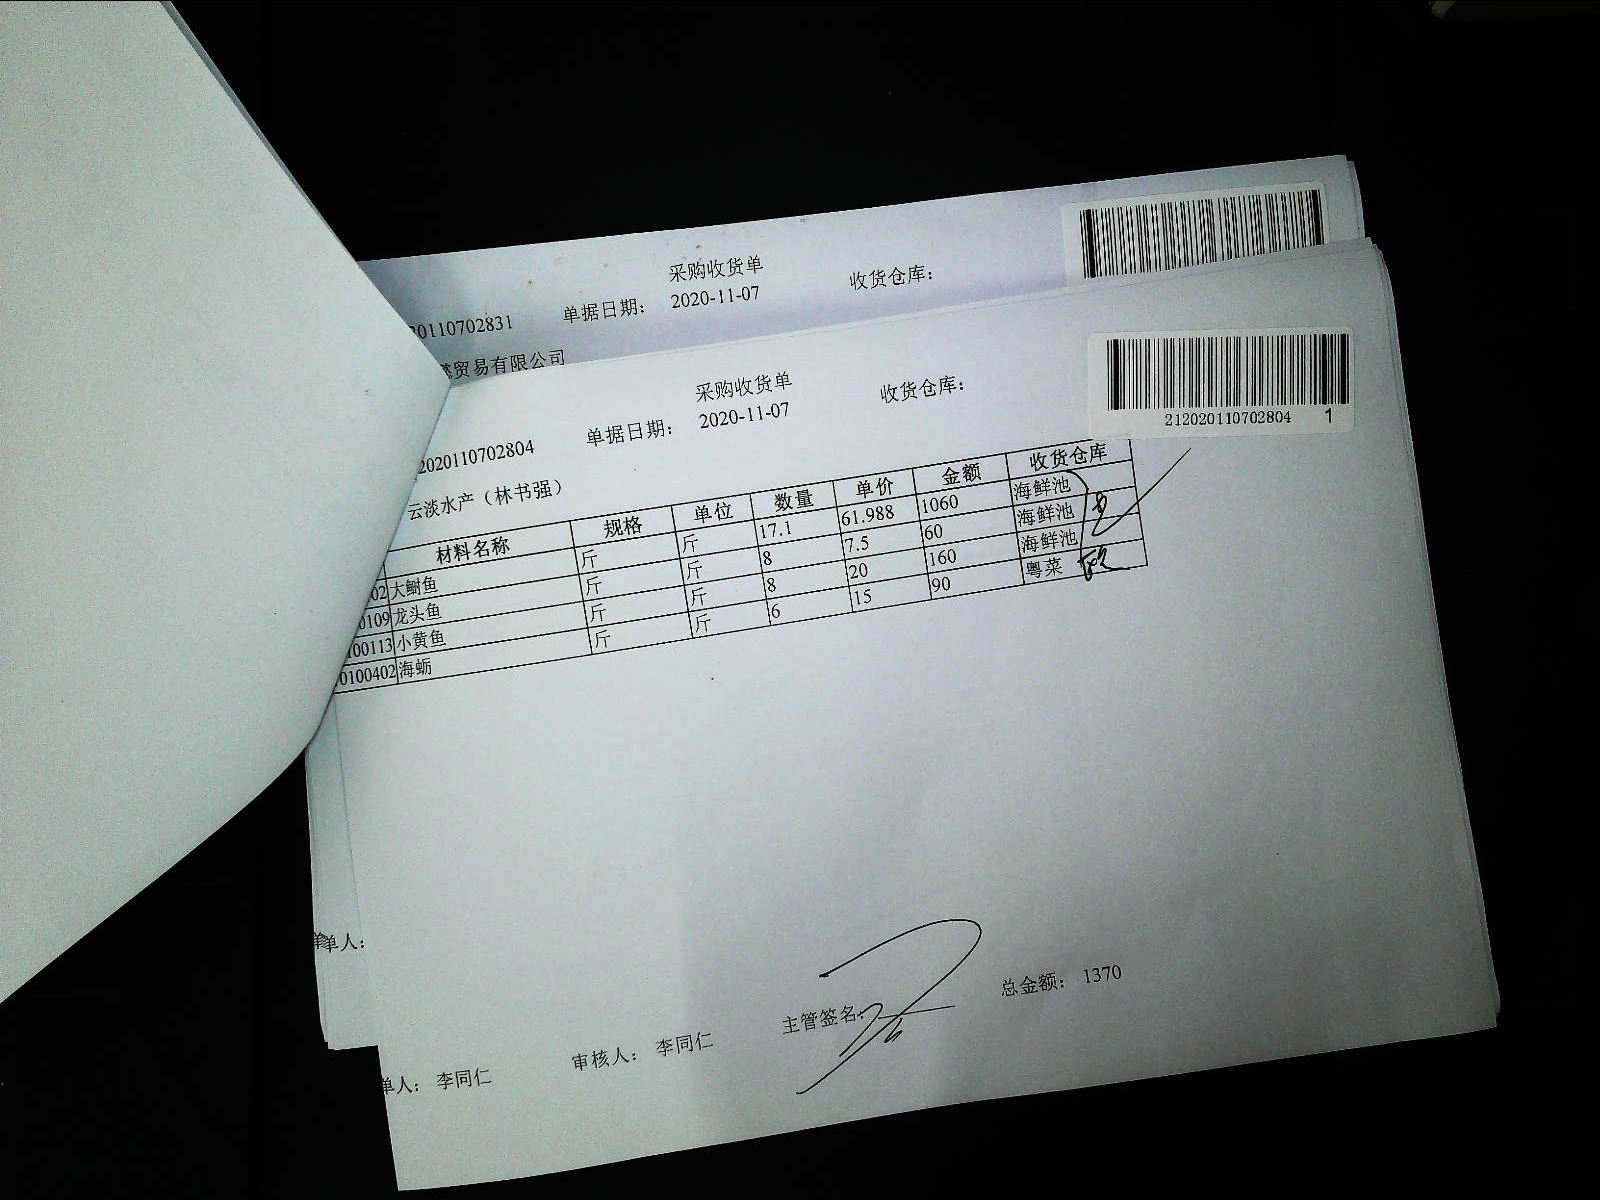 采购收货单
20110702831 单据日期： 2020-11-07 收货仓库：
贸易有限公司
采购收货单
2020110702804 单据日期： 2020-11-07 收货仓库：
212020110702804 1
云淡水产（林书强）
材料名称 规格 单位 数量 单价 金额 收货仓库
02 大鲥鱼 斤 斤 17.1 61.988 1060 海鲜池
0109 龙头鱼 斤 斤 8 7.5 60 海鲜池
100113 小黄鱼 斤 斤 8 20 160 海鲜池
0100402 海蛎 斤 斤 6 15 90 粤菜
单人：
单人： 李同仁 审核人： 李同仁 主管签名： 总金额： 1370